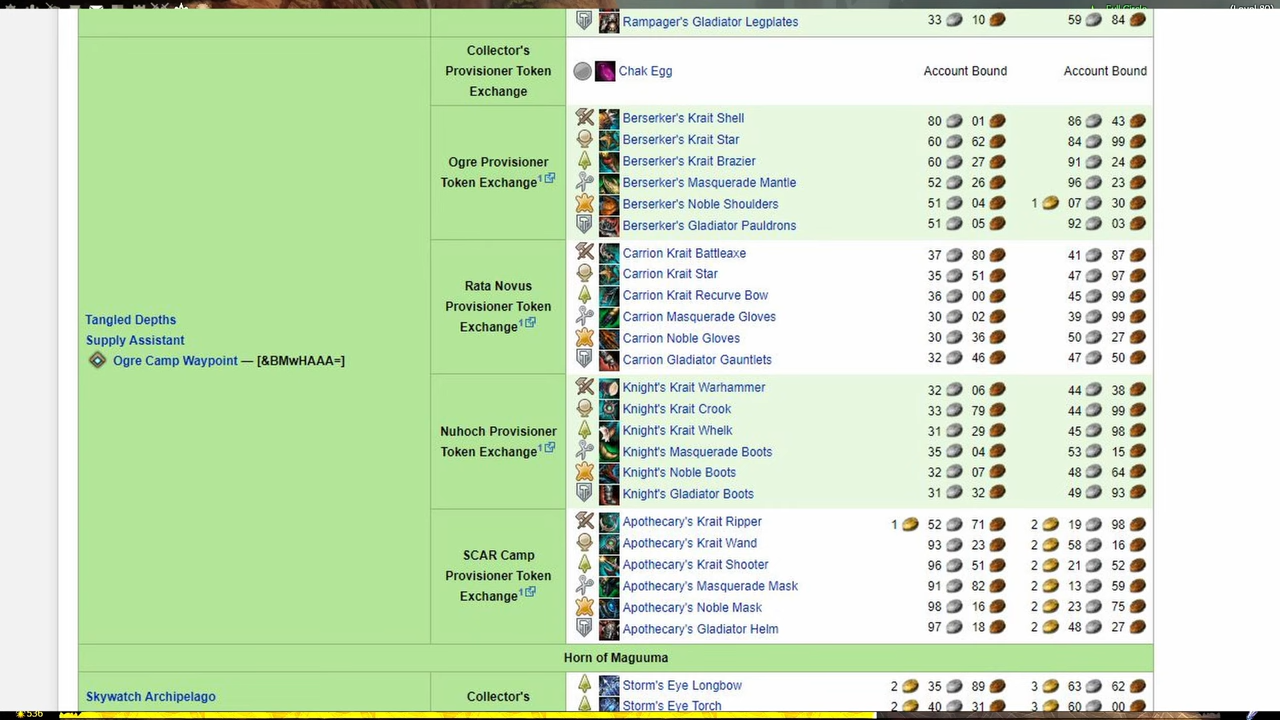 Rampager's Gladiator Legplates 33 10 59 84
Collector's
Provisioner Token
Exchange
Chak Egg Account Bound Account Bound
Ogre Provisioner
Token Exchange1
Berserker's Krait Shell 80 01 86 43
Berserker's Krait Star 60 62 84 99
Berserker's Krait Brazier 60 27 91 24
Berserker's Masquerade Mantle 52 26 96 23
Berserker's Noble Shoulders 51 04 1 07 30
Berserker's Gladiator Pauldrons 51 05 92 03
Tangled Depths
Supply Assistant
Ogre Camp Waypoint — [&BMwHAAA=]
Rata Novus
Provisioner Token
Exchange1
Carrion Krait Battleaxe 37 80 41 87
Carrion Krait Star 35 51 47 97
Carrion Krait Recurve Bow 36 00 45 99
Carrion Masquerade Gloves 30 02 39 99
Carrion Noble Gloves 30 36 50 27
Carrion Gladiator Gauntlets 32 46 47 50
Nuhoch Provisioner
Token Exchange1
Knight's Krait Warhammer 32 06 44 38
Knight's Krait Crook 33 79 44 99
Knight's Krait Whelk 31 29 45 98
Knight's Masquerade Boots 35 04 53 15
Knight's Noble Boots 32 07 48 64
Knight's Gladiator Boots 31 32 49 93
SCAR Camp
Provisioner Token
Exchange1
Apothecary's Krait Ripper 1 52 71 2 19 98
Apothecary's Krait Wand 93 23 2 58 16
Apothecary's Krait Shooter 96 51 2 21 52
Apothecary's Masquerade Mask 91 82 2 13 59
Apothecary's Noble Mask 98 16 2 23 75
Apothecary's Gladiator Helm 97 18 2 48 27
Horn of Maguuma
Skywatch Archipelago
Collector's
Storm's Eye Longbow 2 35 89 3 63 62
Storm's Eye Torch 2 40 31 3 60 00
536